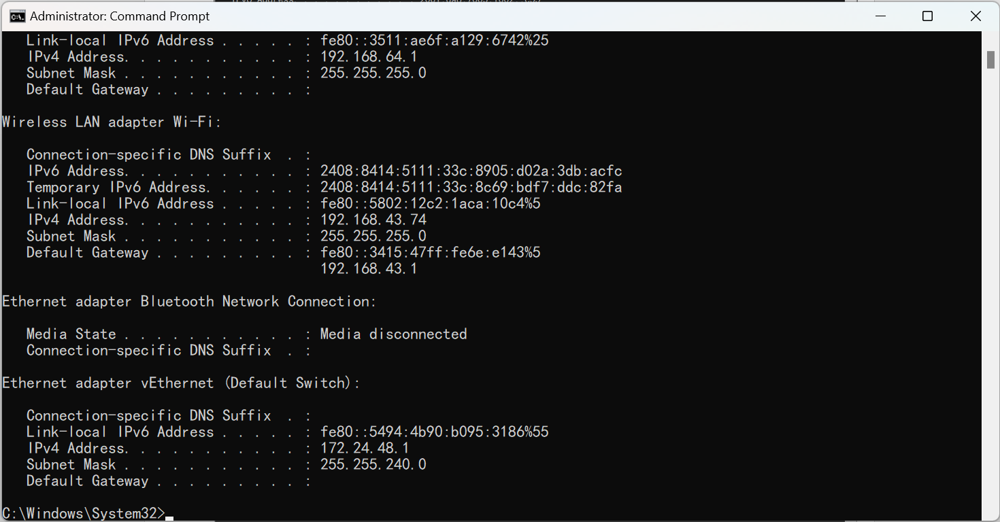 Administrator: Command Prompt
Link-local IPv6 Address . . . . . : fe80::3511:ae6f:a129:6742%25
IPv4 Address. . . . . . . . . . . : 192.168.64.1
Subnet Mask . . . . . . . . . . . : 255.255.255.0
Default Gateway . . . . . . . . . :
Wireless LAN adapter Wi-Fi:
Connection-specific DNS Suffix . :
IPv6 Address. . . . . . . . . . . : 2408:8414:5111:33c:8905:d02a:3db:acfc
Temporary IPv6 Address. . . . . . : 2408:8414:5111:33c:8c69:bdf7:ddc:82fa
Link-local IPv6 Address . . . . . : fe80::5802:12c2:1aca:10c4%5
IPv4 Address. . . . . . . . . . . : 192.168.43.74
Subnet Mask . . . . . . . . . . . : 255.255.255.0
Default Gateway . . . . . . . . . : fe80::3415:47ff:fe6e:e143%5
192.168.43.1
Ethernet adapter Bluetooth Network Connection:
Media State . . . . . . . . . . . : Media disconnected
Connection-specific DNS Suffix . :
Ethernet adapter vEthernet (Default Switch):
Connection-specific DNS Suffix . :
Link-local IPv6 Address . . . . . : fe80::5494:4b90:b095:3186%55
IPv4 Address. . . . . . . . . . . : 172.24.48.1
Subnet Mask . . . . . . . . . . . : 255.255.240.0
Default Gateway . . . . . . . . . :
C:\Windows\System32>